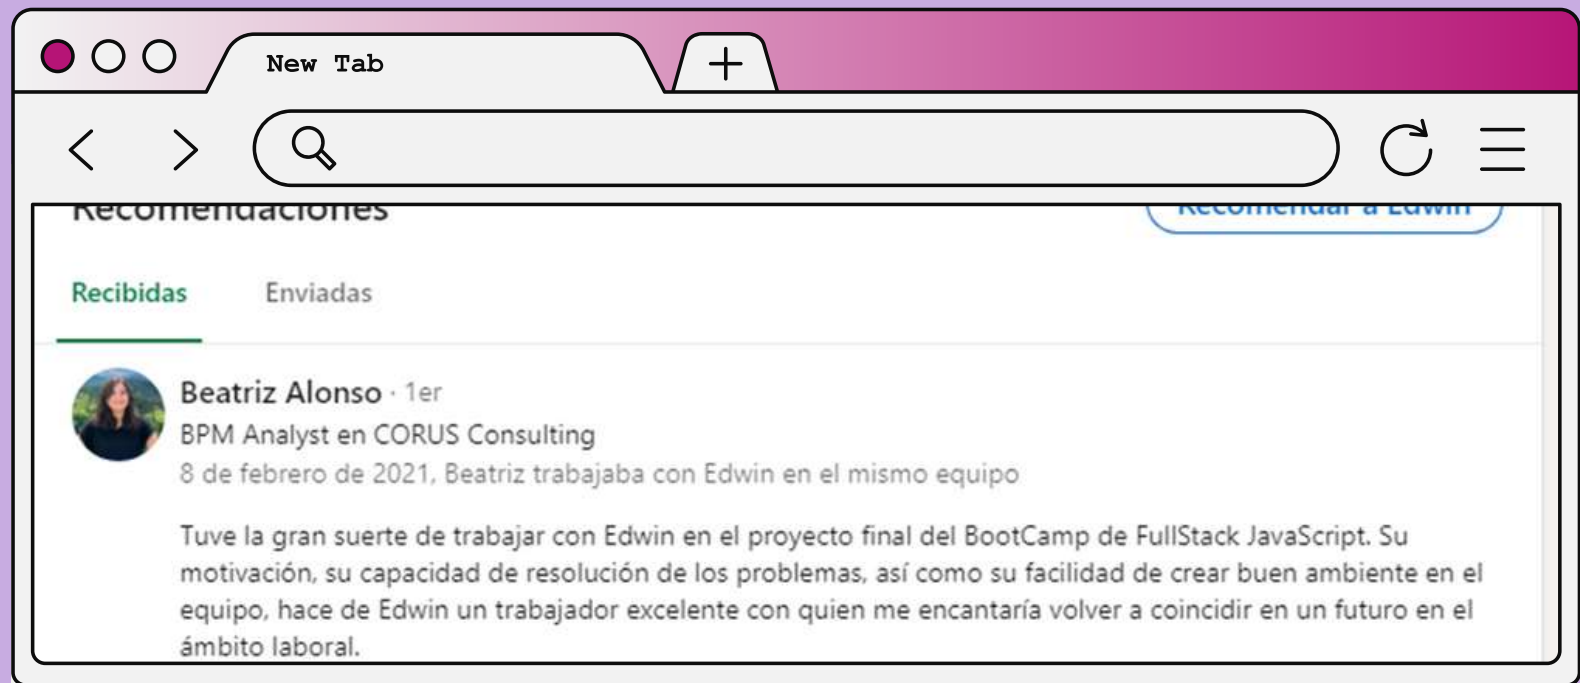 New Tab
Recomendaciones
Recomendar a Edwin
Recibidas
Enviadas
Beatriz Alonso · 1er
BPM Analyst en CORUS Consulting
8 de febrero de 2021, Beatriz trabajaba con Edwin en el mismo equipo
Tuve la gran suerte de trabajar con Edwin en el proyecto final del BootCamp de FullStack JavaScript. Su
motivación, su capacidad de resolución de los problemas, así como su facilidad de crear buen ambiente en el
equipo, hace de Edwin un trabajador excelente con quien me encantaría volver a coincidir en un futuro en el
ámbito laboral.